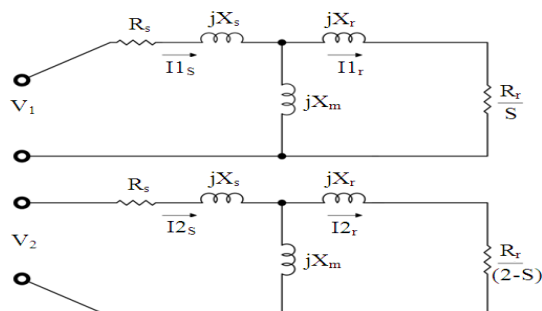 Rs jXs jXr
I1S I1r
V1 jXm Rr
S
Rs jXs jXr
I2S I2r
V2 jXm Rr
(2-S)